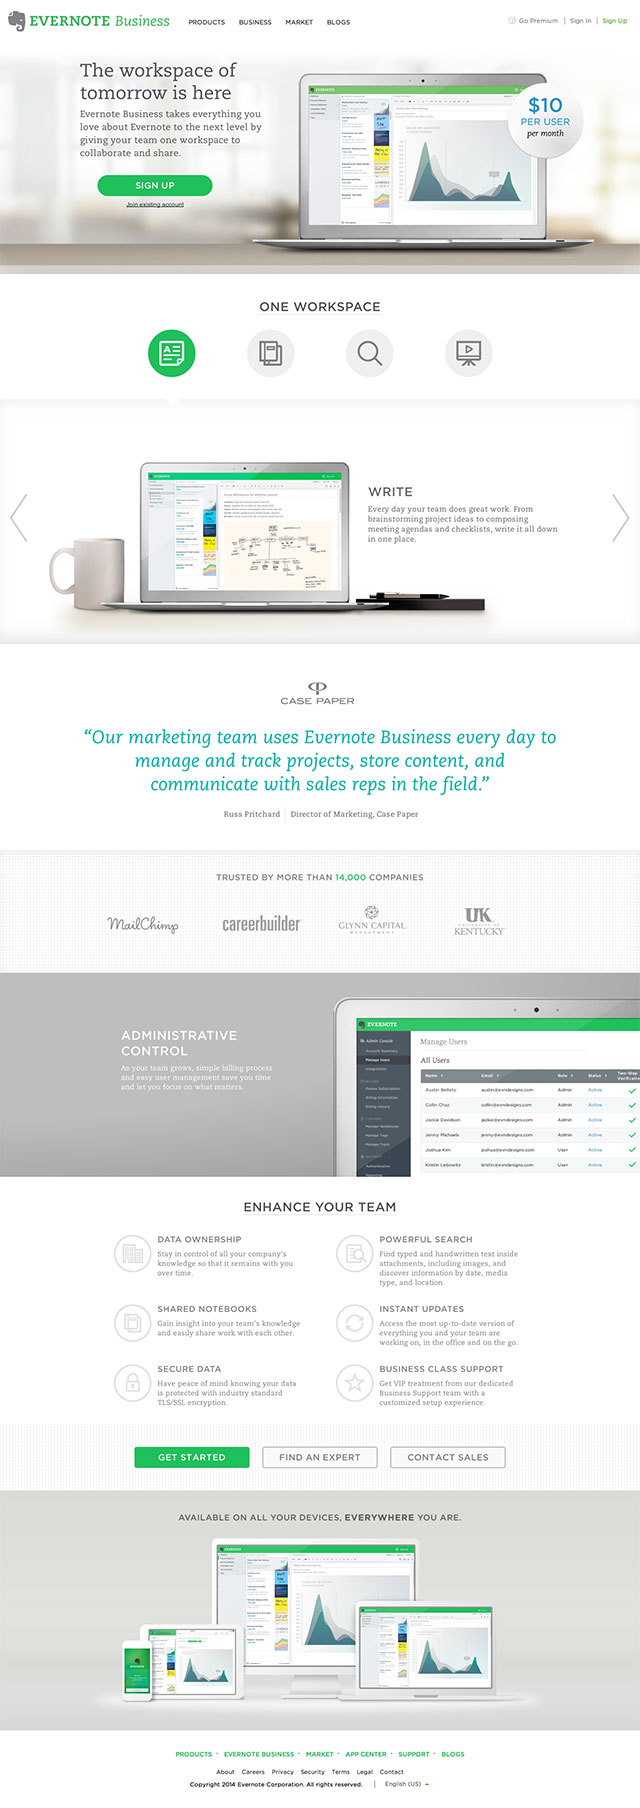 EVERNOTE Business
PRODUCTS BUSINESS MARKET BLOGS
Go Premium | Sign In | Sign Up
The workspace of
tomorrow is here
Evernote Business takes everything you
love about Evernote to the next level by
giving your team one workspace to
collaborate and share.
SIGN UP
Join existing account
$10
PER USER
per month
ONE WORKSPACE
EVERNOTE
WRITE
Every day your team does great work. From
brainstorming project ideas to composing
meeting agendas and checklists, write it all down
in one place.
CASE PAPER
“Our marketing team uses Evernote Business every day to
manage and track projects, store content, and
communicate with sales reps in the field.”
Russ Pritchard | Director of Marketing, Case Paper
TRUSTED BY MORE THAN 14,000 COMPANIES
MailChimp
careerbuilder
GLYNN CAPITAL
MANAGEMENT
UK
UNIVERSITY OF
KENTUCKY
ADMINISTRATIVE
CONTROL
As your team grows, simple billing process
and easy user management save you time
and let you focus on what matters.
EVERNOTE
Admin Console
Account Summary
Manage Users
Integrations
Billing Information
Billing History
Manage Notebooks
Manage Tags
Manage Users
All Users
Name Email Role Status Two-Step
Austin Bototo austin@evndesigns.com Admin Active
Collin Chaz collin@evndesigns.com Admin Active
Jackie Davidson jackie@evndesigns.com Admin Active
Jenny Michaels jenny@evndesigns.com Admin Active
Joshua Kim joshua@evndesigns.com User Active
Kristin Lebowitz kristin@evndesigns.com User Active
ENHANCE YOUR TEAM
DATA OWNERSHIP
Stay in control of all your company's
knowledge so that it remains with you
over time.
POWERFUL SEARCH
Find typed and handwritten text inside
attachments, including images, and
discover information by date, media
type, and location.
SHARED NOTEBOOKS
Gain insight into your team's knowledge
and easily share work with each other.
INSTANT UPDATES
Access the most up-to-date version of
everything you and your team are
working on, in the office and on the go.
SECURE DATA
Have peace of mind knowing your data
is protected with industry standard
TLS/SSL encryption.
BUSINESS CLASS SUPPORT
Get VIP treatment from our dedicated
Business Support team with a
customized setup experience.
GET STARTED
FIND AN EXPERT
CONTACT SALES
AVAILABLE ON ALL YOUR DEVICES, EVERYWHERE YOU ARE.
PRODUCTS · EVERNOTE BUSINESS · MARKET · APP CENTER · SUPPORT · BLOGS
About Careers Privacy Security Terms Legal Contact
Copyright 2014 Evernote Corporation. All rights reserved. | English (US)